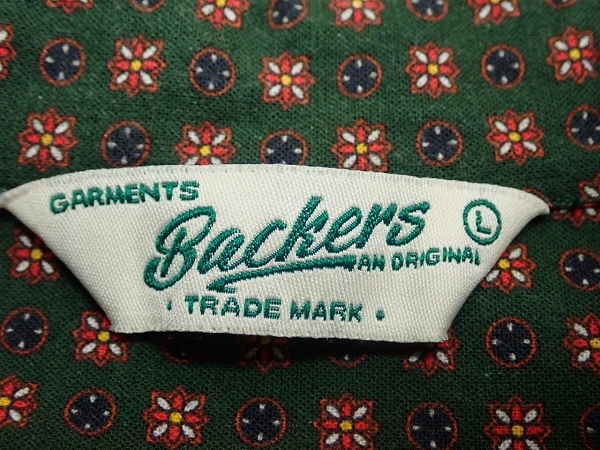 GARMENTS
Backers
L
AN ORIGINAL
• TRADE MARK •